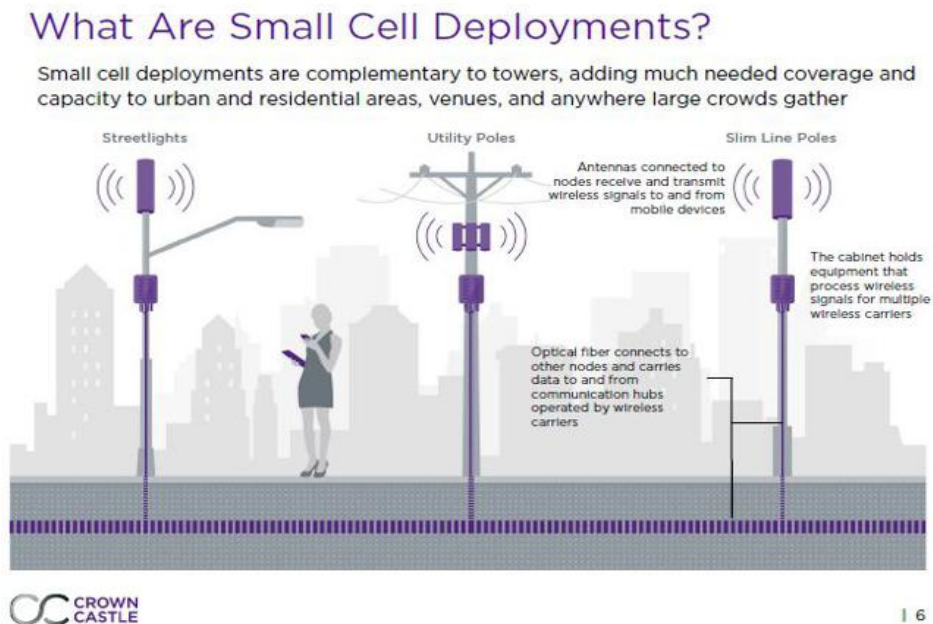 What Are Small Cell Deployments?
Small cell deployments are complementary to towers, adding much needed coverage and
capacity to urban and residential areas, venues, and anywhere large crowds gather
Streetlights
Utility Poles
Slim Line Poles
Antennas connected to
nodes receive and transmit
wireless signals to and from
mobile devices
The cabinet holds
equipment that
process wireless
signals for multiple
wireless carriers
Optical fiber connects to
other nodes and carries
data to and from
communication hubs
operated by wireless
carriers
CROWN
CASTLE
| 6